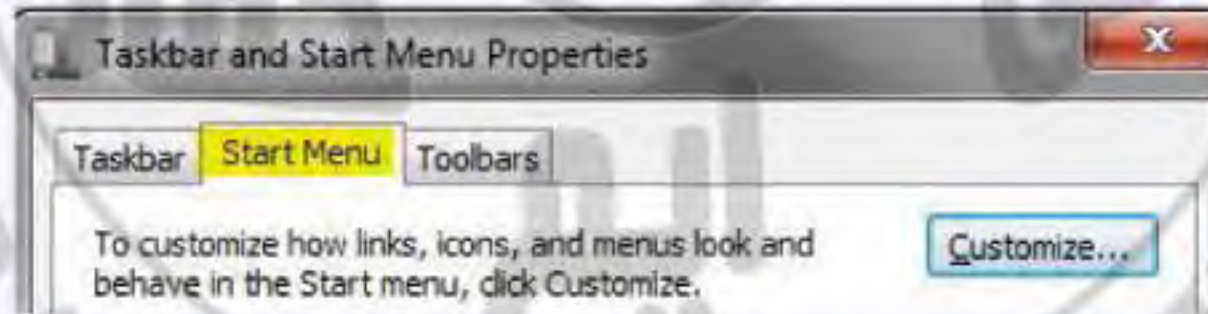 Taskbar and Start Menu Properties
Taskbar Start Menu Toolbars
To customize how links, icons, and menus look and
behave in the Start menu, click Customize.
Customize...